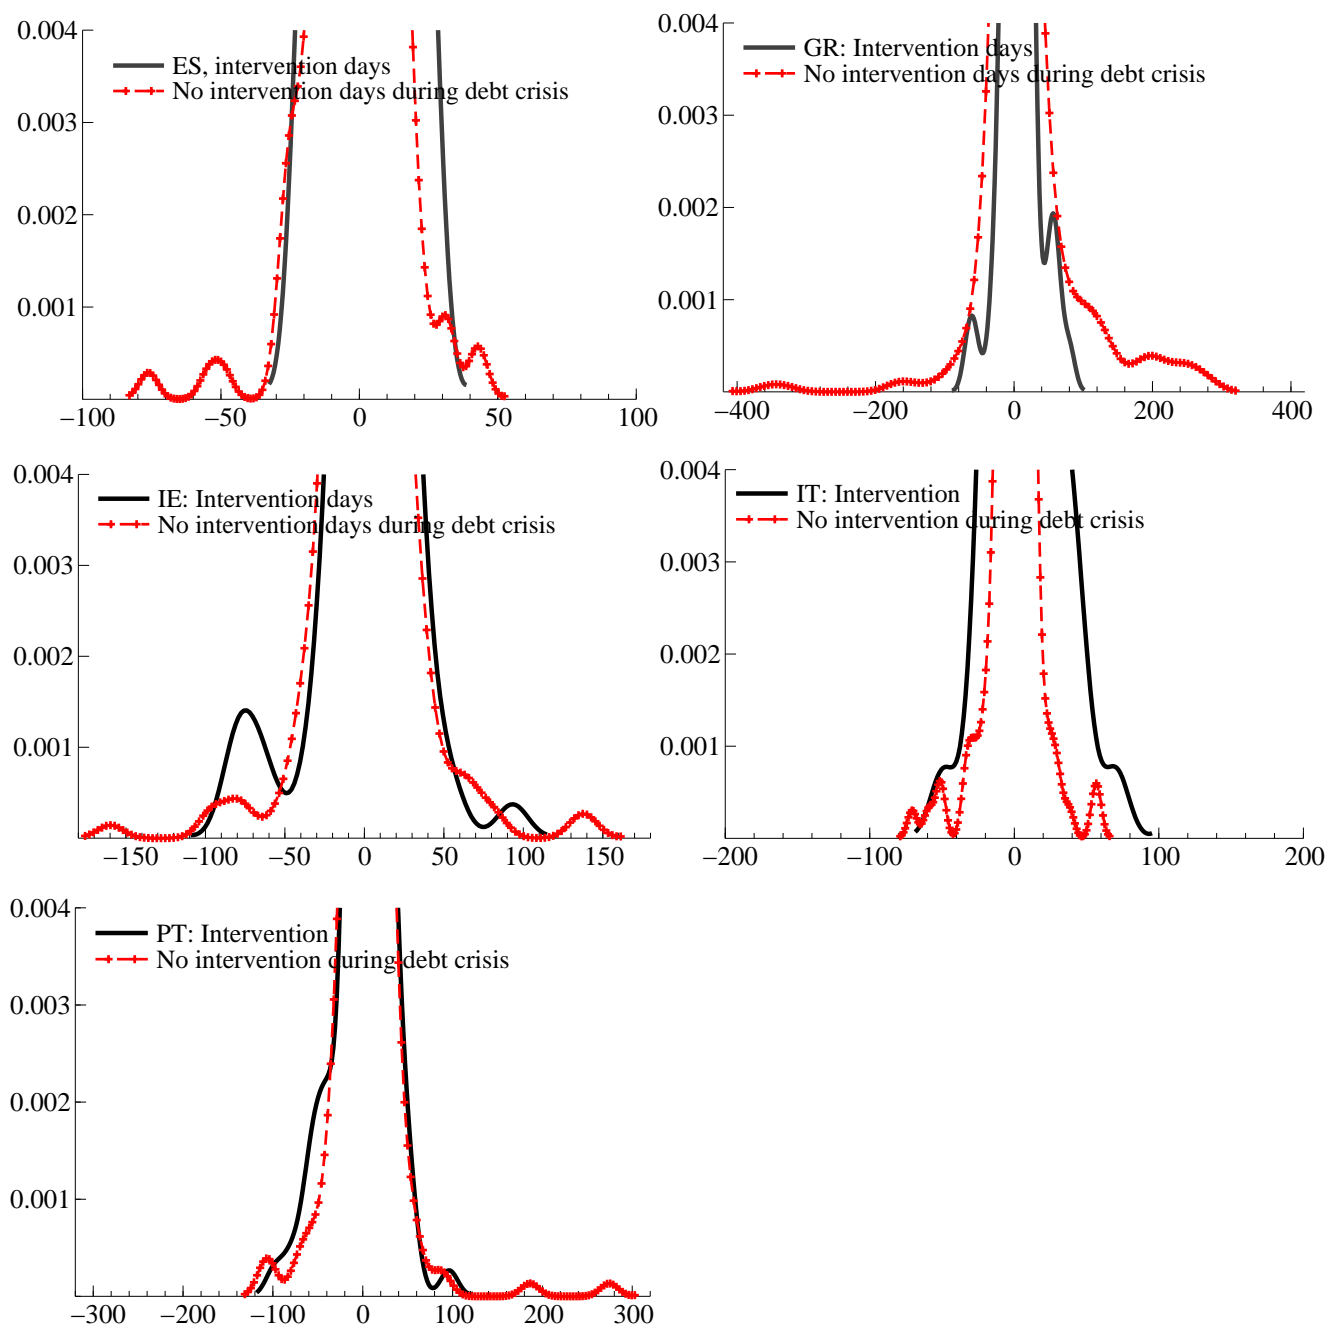 0.004
ES, intervention days
No intervention days during debt crisis
0.003
0.002
0.001
−100 −50 0 50 100
0.004
GR: Intervention days
No intervention days during debt crisis
0.003
0.002
0.001
−400 −200 0 200 400
0.004
IE: Intervention days
No intervention days during debt crisis
0.003
0.002
0.001
−150 −100 −50 0 50 100 150
0.004
IT: Intervention
No intervention during debt crisis
0.003
0.002
0.001
−200 −100 0 100 200
0.004
PT: Intervention
No intervention during debt crisis
0.003
0.002
0.001
−300 −200 −100 0 100 200 300